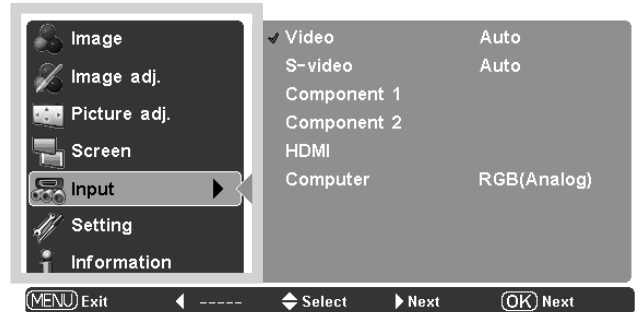 Image
Image adj.
Picture adj.
Screen
Input
Setting
Information
Video Auto
S-video Auto
Component 1
Component 2
HDMI
Computer RGB(Analog)
MENU Exit ----- Select Next OK Next